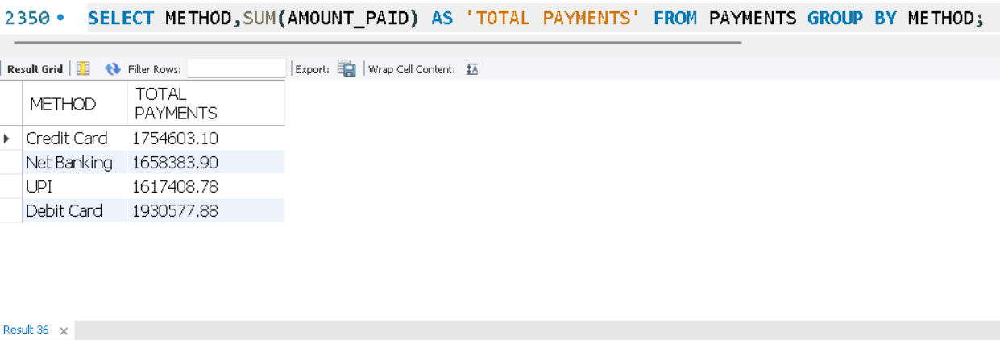 2350 SELECT METHOD,SUM(AMOUNT_PAID) AS 'TOTAL PAYMENTS' FROM PAYMENTS GROUP BY METHOD;
Result Grid Filter Rows: Export: Wrap Cell Content: IA
METHOD TOTAL PAYMENTS
Credit Card 1754603.10
Net Banking 1658383.90
UPI 1617408.78
Debit Card 1930577.88
Result 36 ×